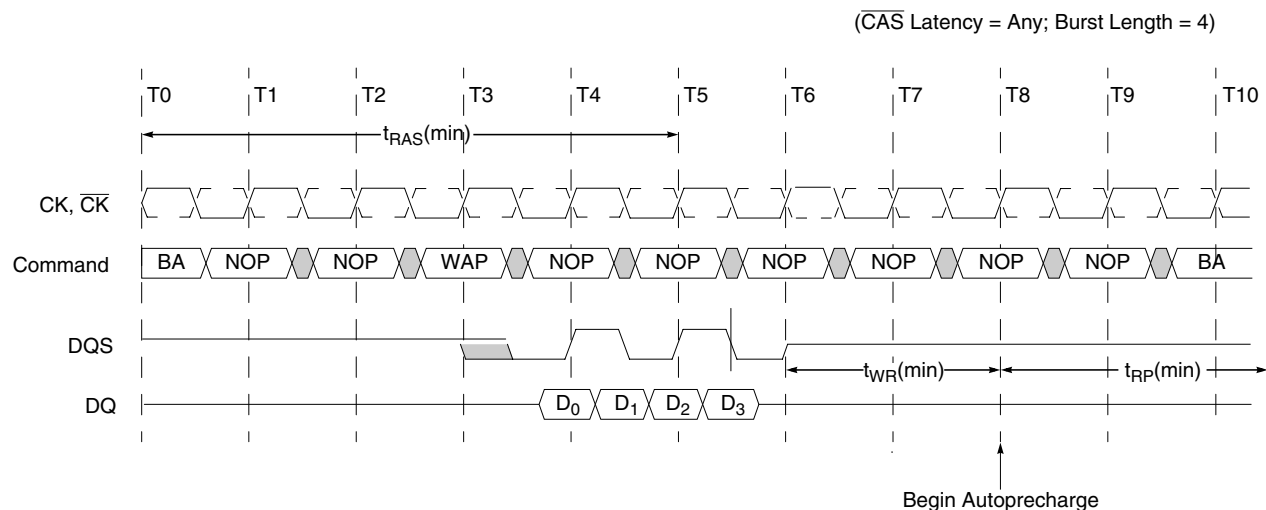 (C̅A̅S̅ Latency = Any; Burst Length = 4)
T0 T1 T2 T3 T4 T5 T6 T7 T8 T9 T10
tRAS(min)
CK, C̅K̅
Command BA NOP NOP WAP NOP NOP NOP NOP NOP NOP BA
DQS
tWR(min) tRP(min)
DQ D0 D1 D2 D3
Begin Autoprecharge